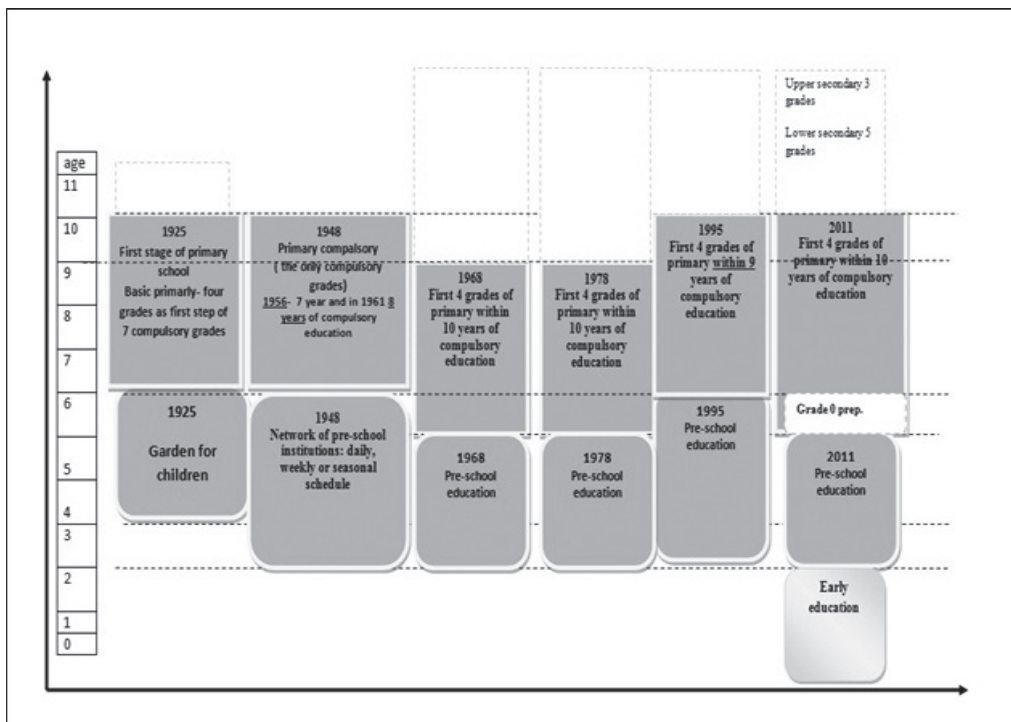 Upper secondary 3
grades
Lower secondary 5
grades
age
11
10
9
8
7
6
5
4
3
2
1
0
1925
First stage of primary
school
Basic primarly- four
grades as first step of
7 compulsory grades
1948
Primary compalsory
( the only compulsory
grades)
1956- 7 year and in 1961 8
years of compulsory
education
1968
First 4 grades of
primary within
10 years of
compulsory
education
1978
First 4 grades of
primary within
10 years of
compulsory
education
1995
First 4 grades of
primary within 9
years of
compulsory
education
2011
First 4 grades of
primary within 10
years of compulsory
education
Grade 0 prep.
1925
Garden for
children
1948
Network of pre-school
institutions: daily,
weekly or seasonal
schedule
1968
Pre-school
education
1978
Pre-school
education
1995
Pre-school
education
2011
Pre-school
education
Early
education